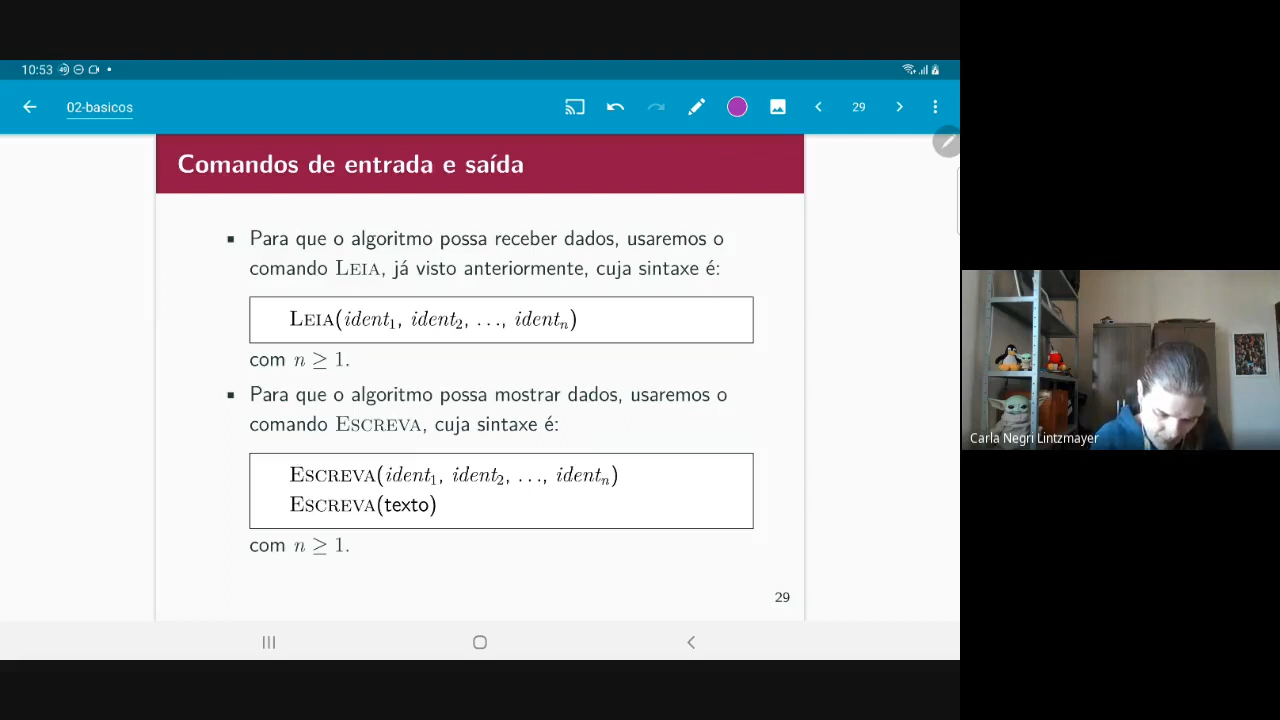 10:53
02-basicos
29
Comandos de entrada e saída
▪ Para que o algoritmo possa receber dados, usaremos o
comando LEIA, já visto anteriormente, cuja sintaxe é:
LEIA(ident₁, ident₂, ..., identₙ)
com n ≥ 1.
▪ Para que o algoritmo possa mostrar dados, usaremos o
comando ESCREVA, cuja sintaxe é:
ESCREVA(ident₁, ident₂, ..., identₙ)
ESCREVA(texto)
com n ≥ 1.
29
Carla Negri Lintzmayer